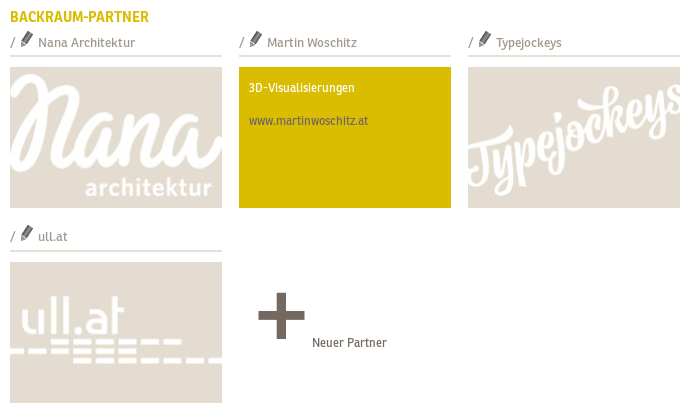 BACKRAUM-PARTNER
/ Nana Architektur
/ Martin Woschitz
/ Typejockeys
Nana
architektur
3D-Visualisierungen
www.martinwoschitz.at
Typejockeys
/ ull.at
ull.at
Neuer Partner